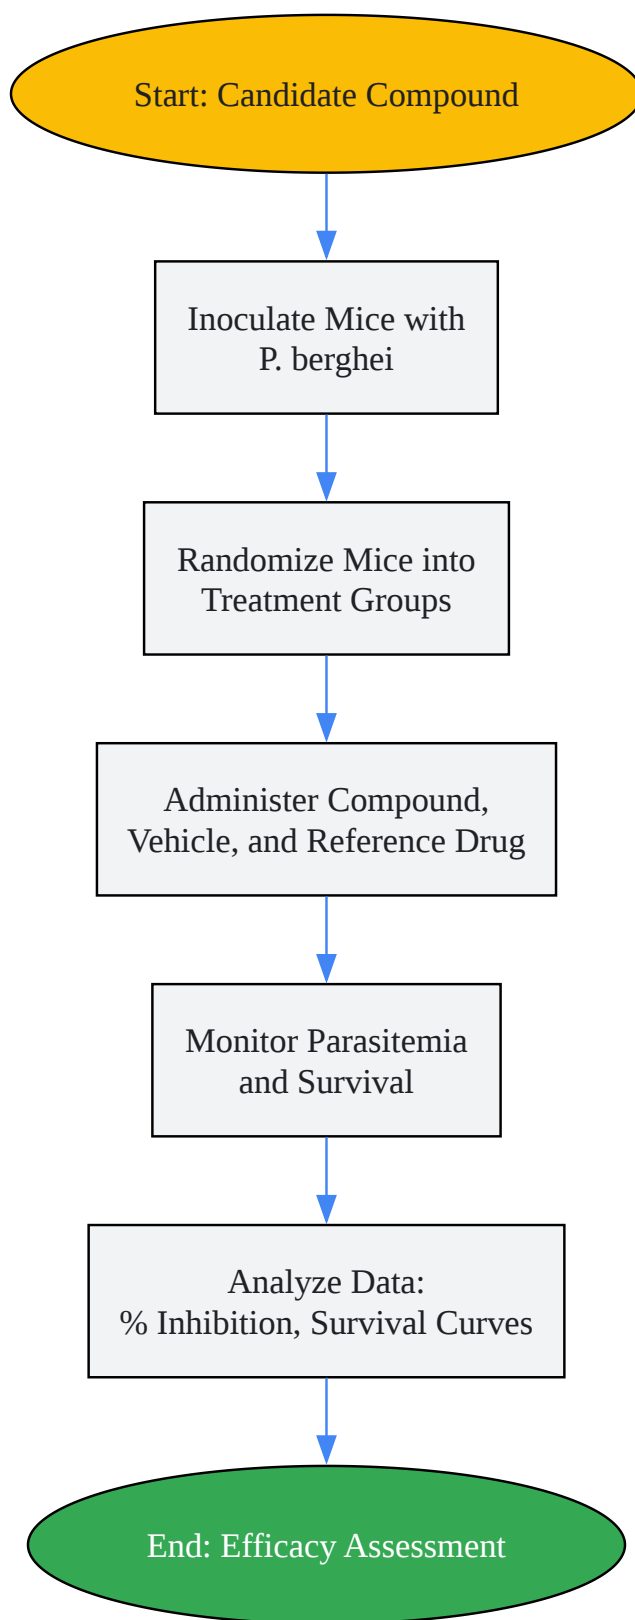 Start: Candidate Compound
Inoculate Mice with
P. berghei
Randomize Mice into
Treatment Groups
Administer Compound,
Vehicle, and Reference Drug
Monitor Parasitemia
and Survival
Analyze Data:
% Inhibition, Survival Curves
End: Efficacy Assessment